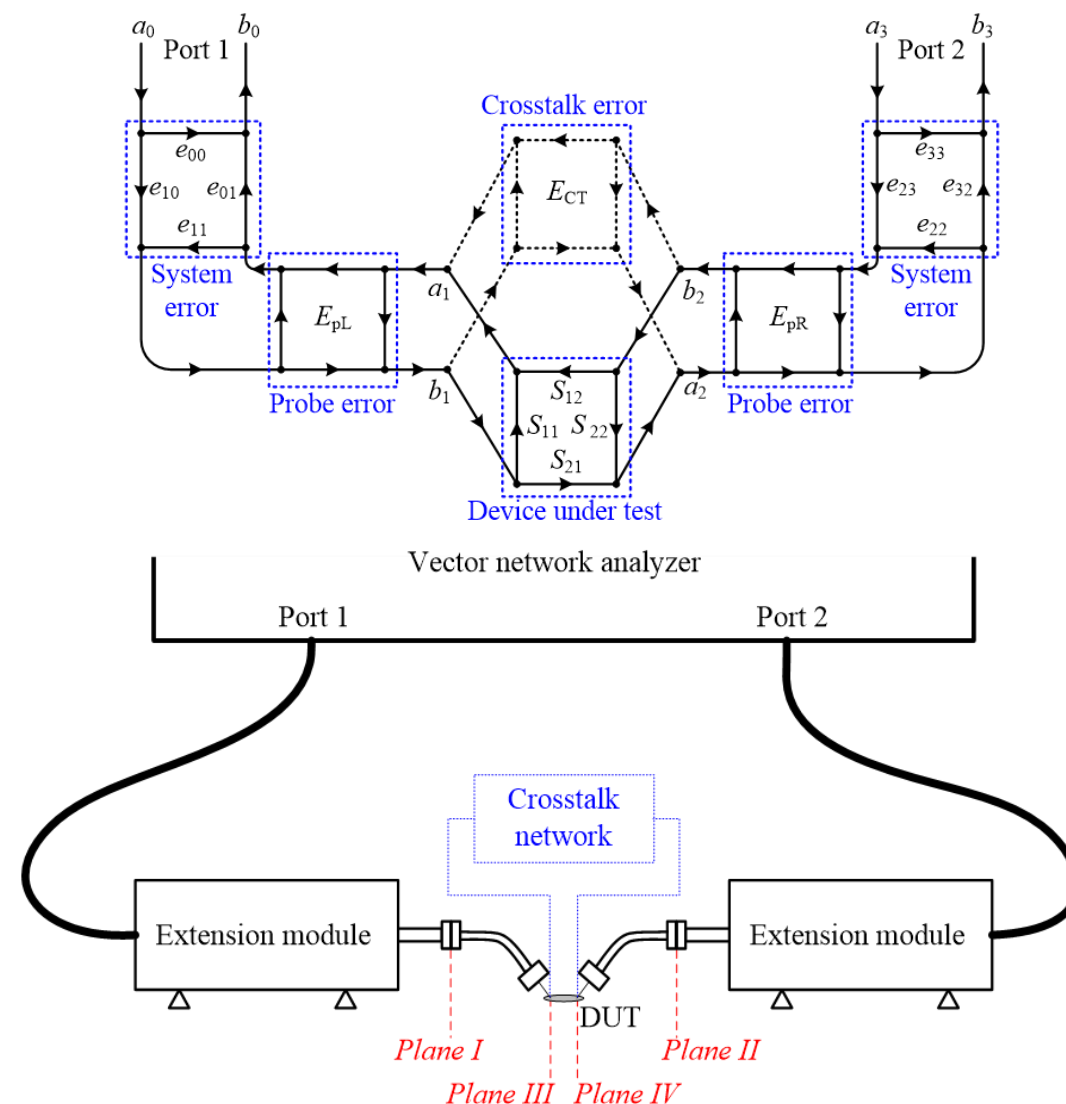 a0 b0 a3 b3
Port 1 Port 2
Crosstalk error
e00 e33
ECT
e10 e01 e23 e32
e11 e22
System
error
System
error
a1 b2
EpL EpR
b1 a2
Probe error Probe error
S12
S11 S22
S21
Device under test
Vector network analyzer
Port 1 Port 2
Crosstalk
network
Extension module Extension module
DUT
Plane I Plane II
Plane III Plane IV